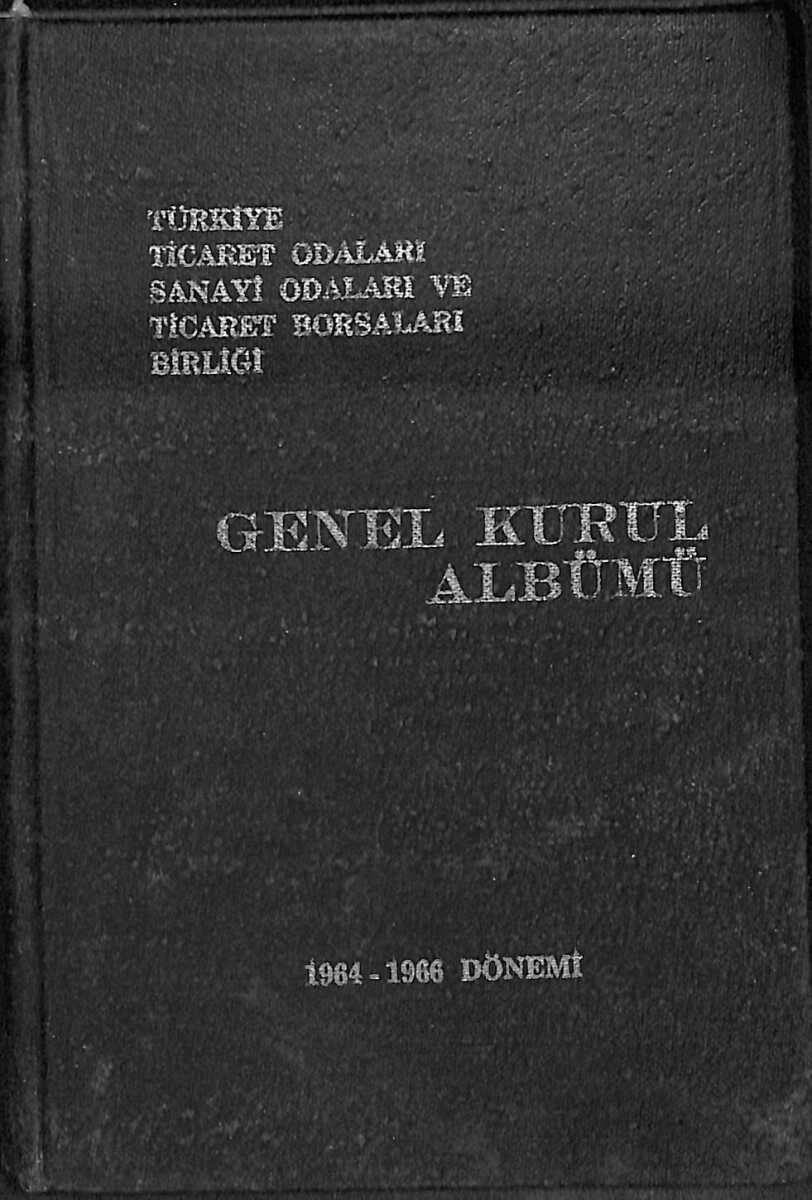 TÜRKİYE
TİCARET ODALARI
SANAYİ ODALARI VE
TİCARET BORSALARI
BİRLİĞİ
GENEL KURUL
ALBÜMÜ
1964 - 1966 DÖNEMİ